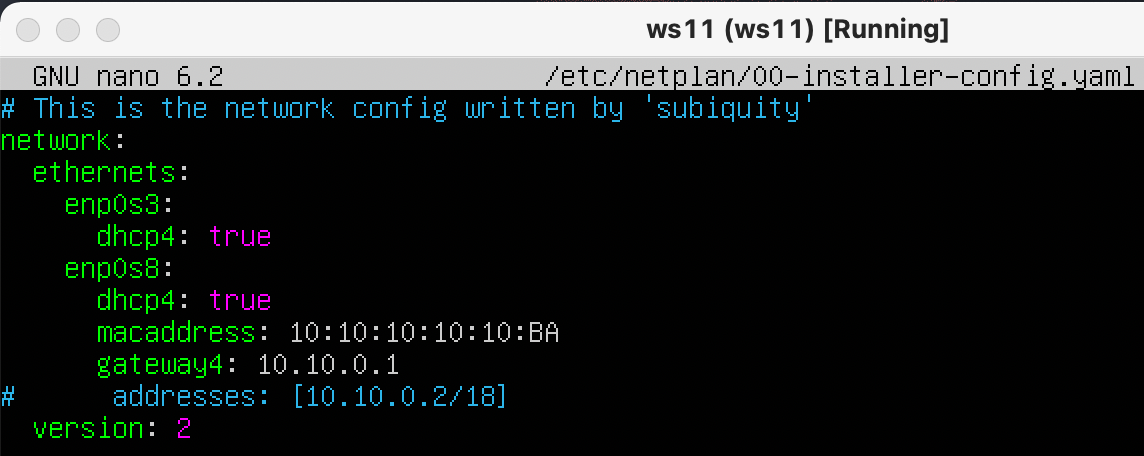 ws11 (ws11) [Running]
GNU nano 6.2 /etc/netplan/00-installer-config.yaml
# This is the network config written by 'subiquity'
network:
  ethernets:
    enp0s3:
      dhcp4: true
    enp0s8:
      dhcp4: true
      macaddress: 10:10:10:10:10:BA
      gateway4: 10.10.0.1
#      addresses: [10.10.0.2/18]
  version: 2